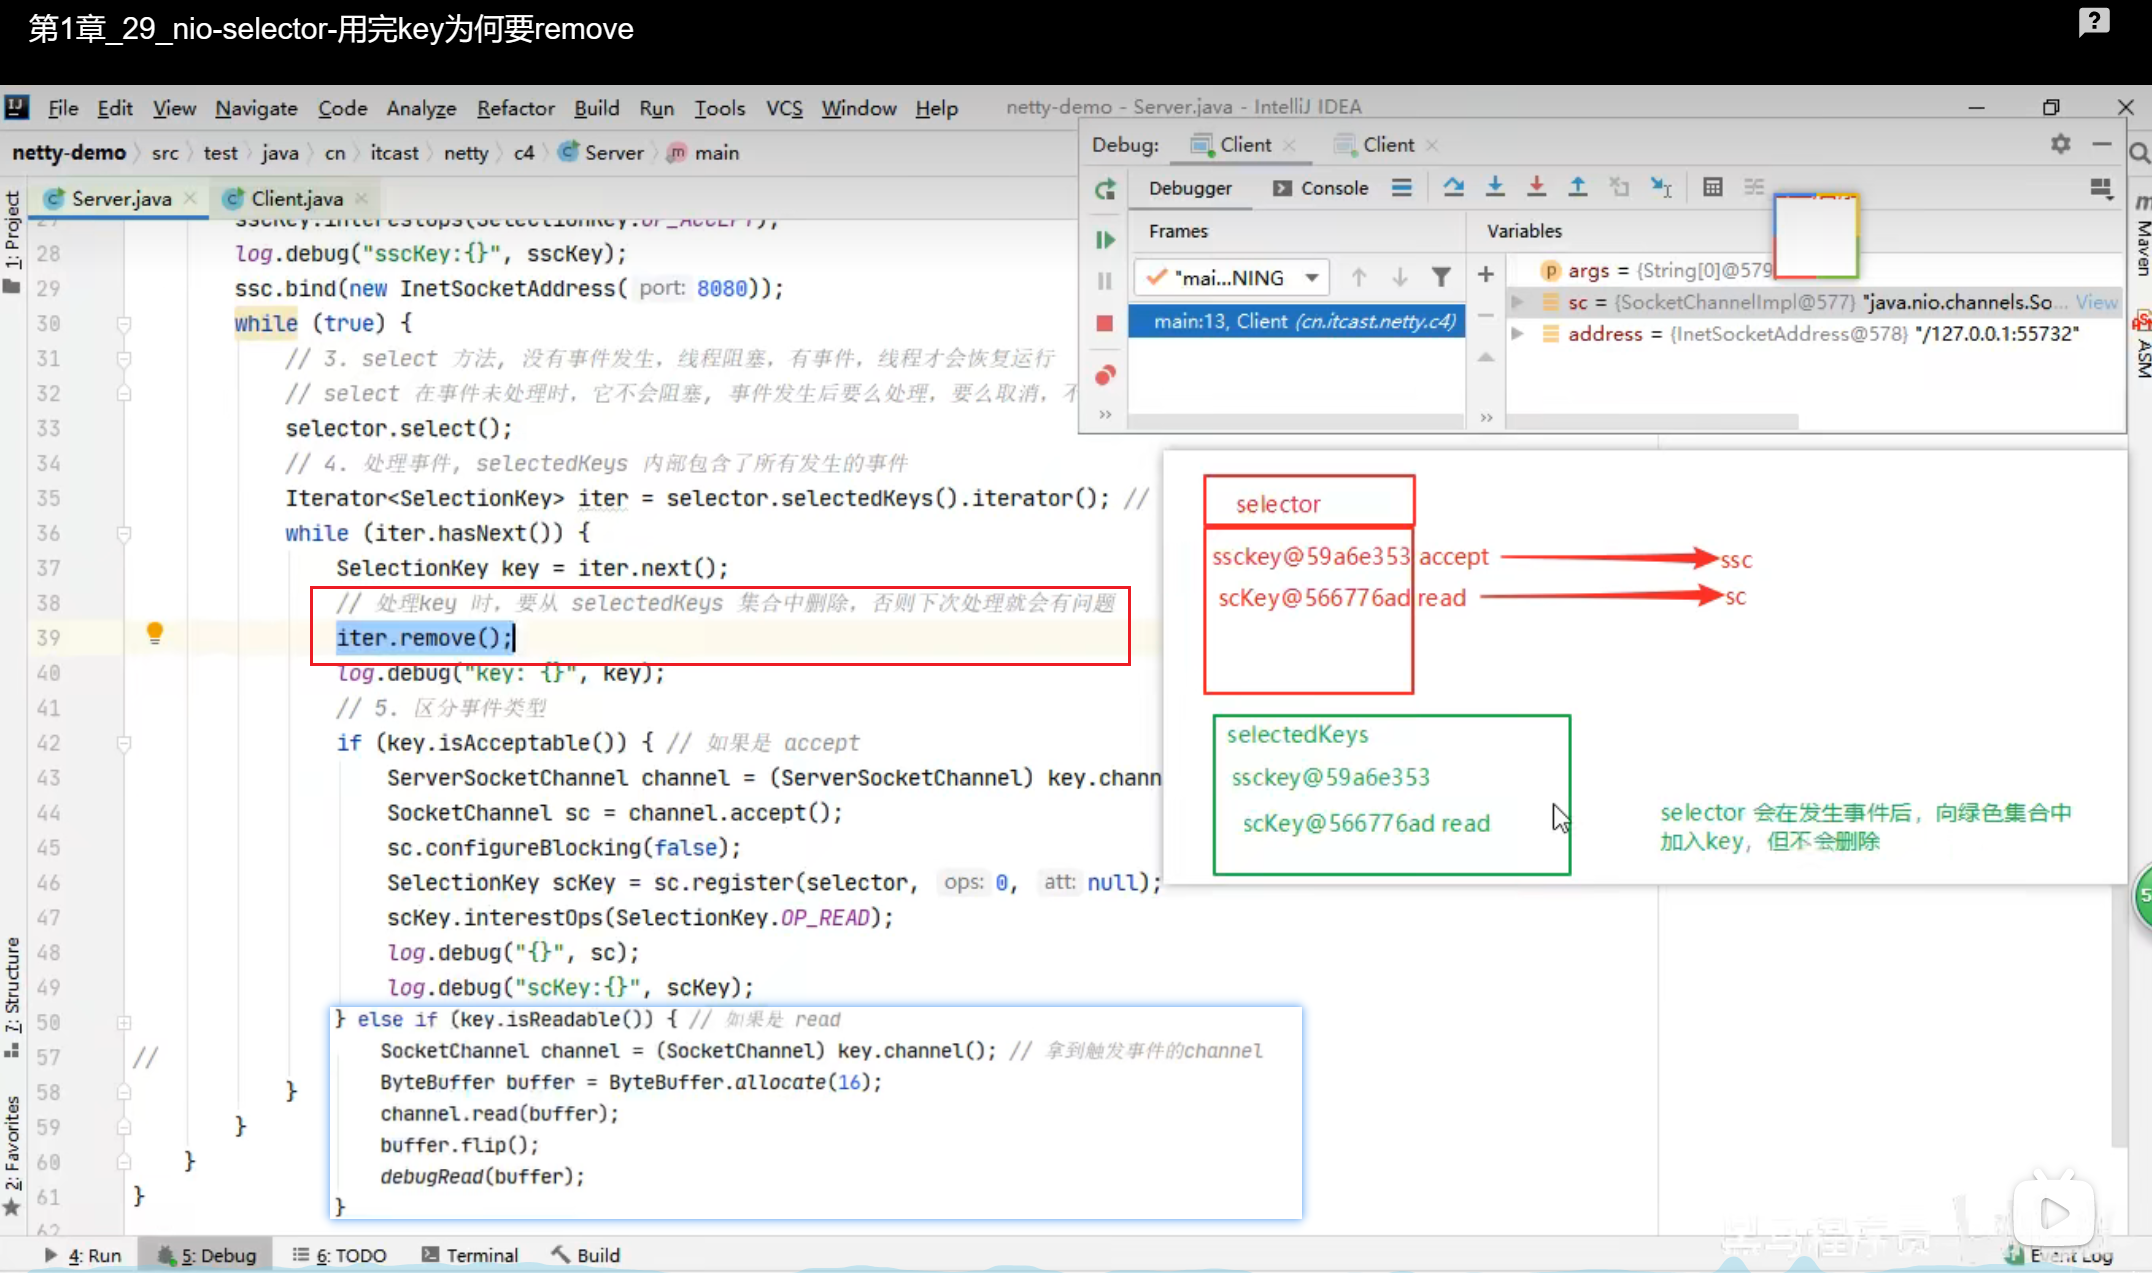 第1章_29_nio-selector-用完key为何要remove
File Edit View Navigate Code Analyze Refactor Build Run Tools VCS Window Help netty-demo - Server.java - IntelliJ IDEA
netty-demo src test java cn itcast netty c4 Server main
Server.java Client.java
1: Project
28 log.debug("sscKey:{}", sscKey);
29 ssc.bind(new InetSocketAddress( port: 8080));
30 while (true) {
31 // 3. select 方法, 没有事件发生，线程阻塞，有事件，线程才会恢复运行
32 // select 在事件未处理时，它不会阻塞, 事件发生后要么处理，要么取消，不
33 selector.select();
34 // 4. 处理事件, selectedKeys 内部包含了所有发生的事件
35 Iterator<SelectionKey> iter = selector.selectedKeys().iterator(); //
36 while (iter.hasNext()) {
37 SelectionKey key = iter.next();
38 // 处理key 时，要从 selectedKeys 集合中删除，否则下次处理就会有问题
39 iter.remove();
40 log.debug("key: {}", key);
41 // 5. 区分事件类型
42 if (key.isAcceptable()) { // 如果是 accept
43 ServerSocketChannel channel = (ServerSocketChannel) key.chann
44 SocketChannel sc = channel.accept();
45 sc.configureBlocking(false);
46 SelectionKey scKey = sc.register(selector, ops: 0, att: null);
47 scKey.interestOps(SelectionKey.OP_READ);
48 log.debug("{}", sc);
49 log.debug("scKey:{}", scKey);
50 } else if (key.isReadable()) { // 如果是 read
SocketChannel channel = (SocketChannel) key.channel(); // 拿到触发事件的channel
ByteBuffer buffer = ByteBuffer.allocate(16);
channel.read(buffer);
buffer.flip();
debugRead(buffer);
}
57 //
58 }
59 }
60 }
61 }
62
7: Structure
2: Favorites
Debug: Client Client
Debugger Console
Frames Variables
"mai...NING
main:13, Client (cn.itcast.netty.c4)
args = {String[0]@579
sc = {SocketChannelImpl@577} "java.nio.channels.So... View
address = {InetSocketAddress@578} "/127.0.0.1:55732"
Maven
ASM
selector
ssckey@59a6e353 accept ssc
scKey@566776ad read sc
selectedKeys
ssckey@59a6e353
scKey@566776ad read
selector 会在发生事件后，向绿色集合中
加入key，但不会删除
4: Run 5: Debug 6: TODO Terminal Build Event Log
黑马程序员